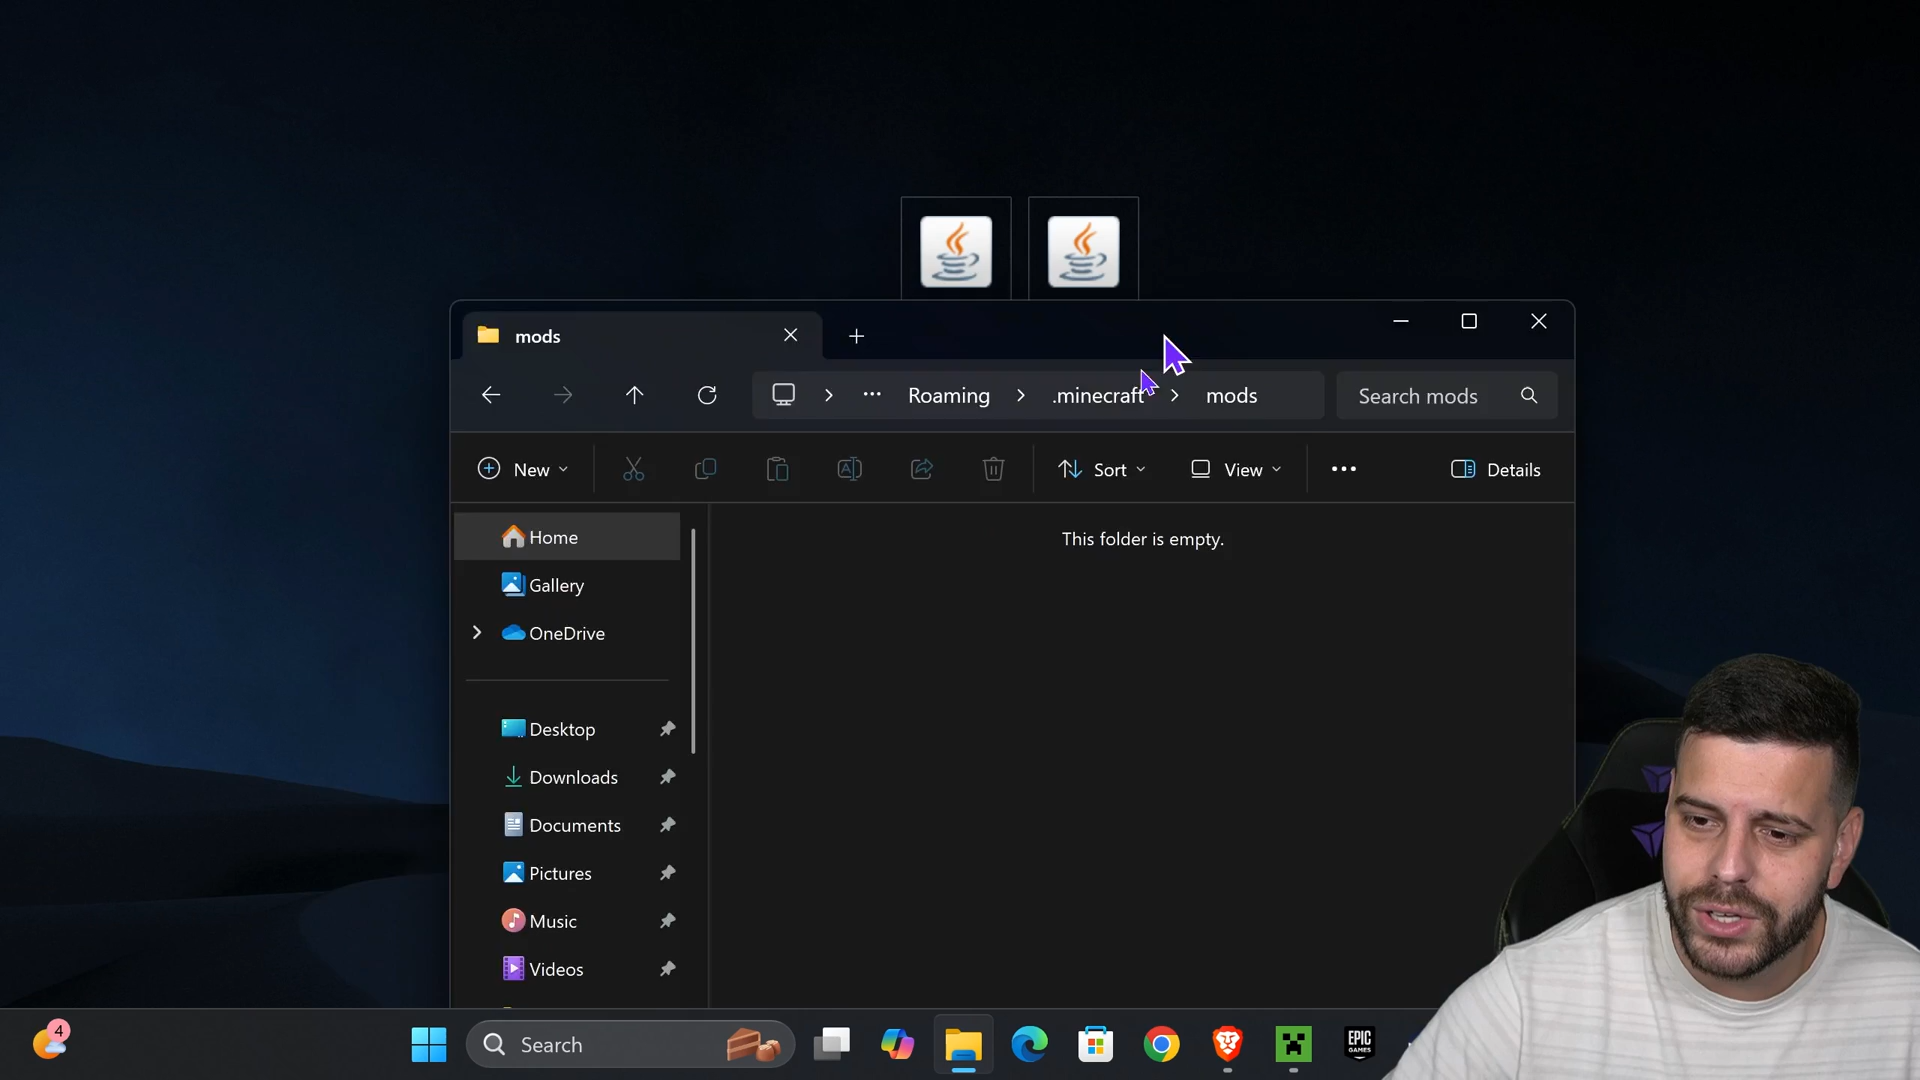 mods
Roaming
.minecraft
mods
Search mods
New
Sort
View
Details
Home
Gallery
OneDrive
This folder is empty.
Desktop
Downloads
Documents
Pictures
Music
Videos
4
Search
EPIC
GAMES